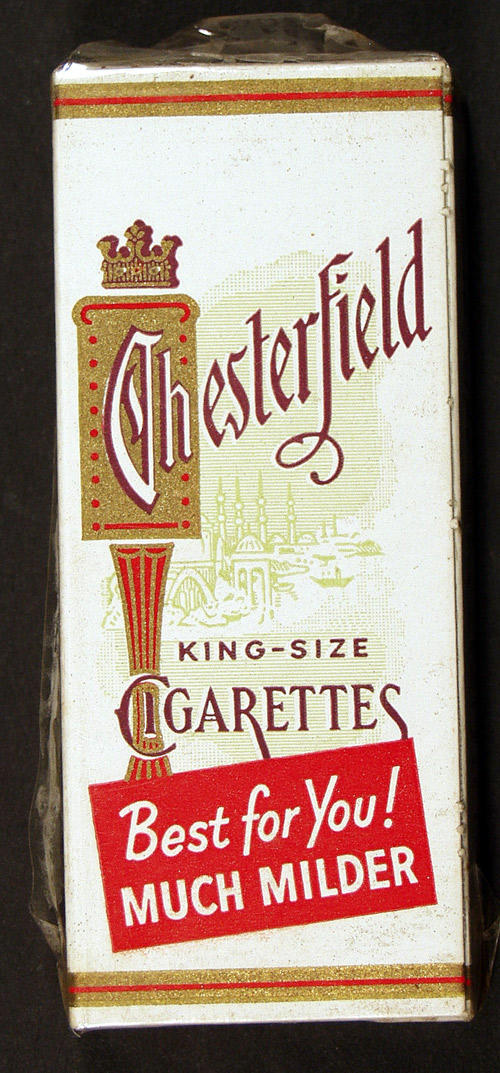 Chesterfield
KING-SIZE
CIGARETTES
Best for You!
MUCH MILDER